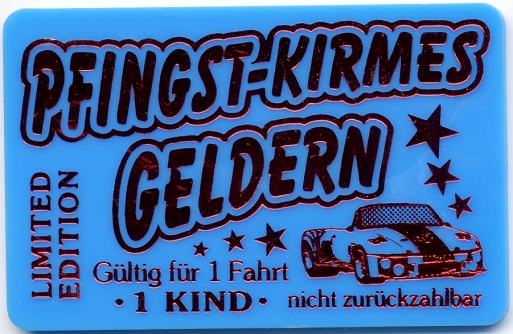 PFINGST-KIRMES
GELDERN
LIMITED
EDITION
Gültig für 1 Fahrt
• 1 KIND •
nicht zurückzahlbar